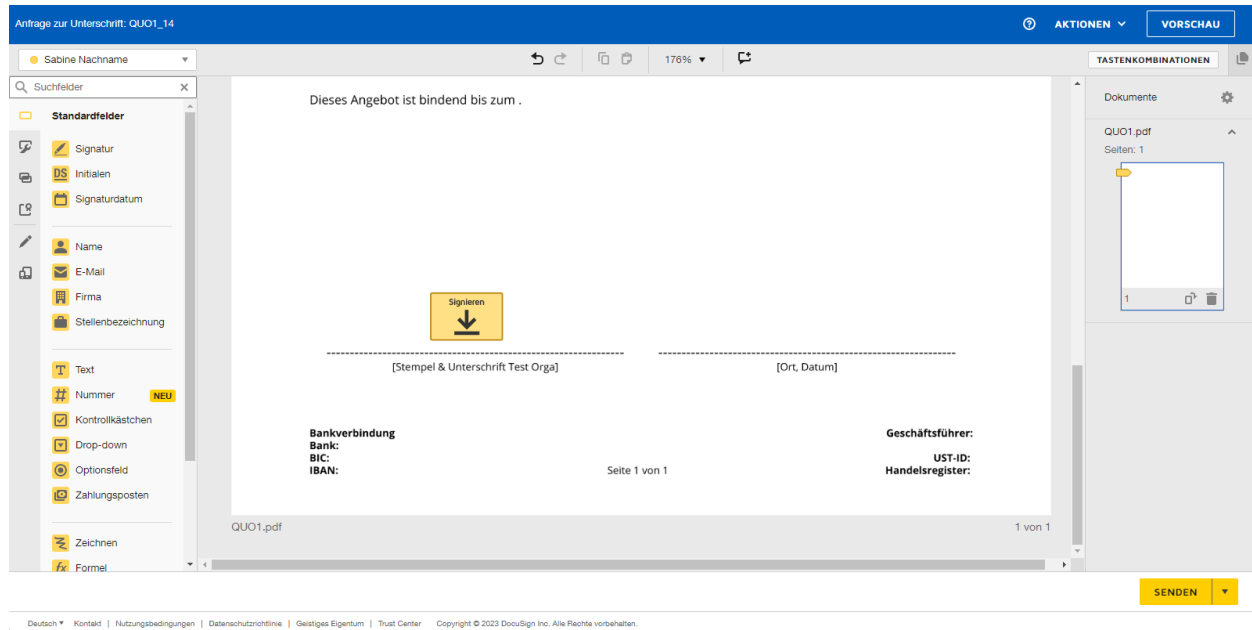 Anfrage zur Unterschrift: QUO1_14
AKTIONEN
VORSCHAU
Sabine Nachname
176%
TASTENKOMBINATIONEN
Suchfelder
Standardfelder
Signatur
DS Initialen
Signaturdatum
Name
E-Mail
Firma
Stellenbezeichnung
T Text
Nummer NEU
Kontrollkästchen
Drop-down
Optionsfeld
Zahlungsposten
Zeichnen
fx Formel
Dieses Angebot ist bindend bis zum .
Signieren
[Stempel & Unterschrift Test Orga]
[Ort, Datum]
Bankverbindung
Bank:
BIC:
IBAN:
Seite 1 von 1
Geschäftsführer:
UST-ID:
Handelsregister:
QUO1.pdf
1 von 1
Dokumente
QUO1.pdf
Seiten: 1
1
SENDEN
Deutsch Kontakt | Nutzungsbedingungen | Datenschutzrichtlinie | Geistiges Eigentum | Trust Center Copyright © 2023 DocuSign Inc. Alle Rechte vorbehalten.